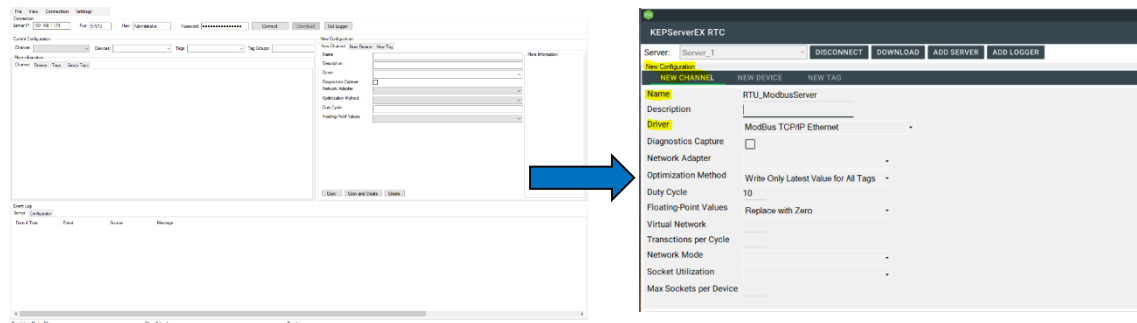 File View Connection Settings
Connection
Port 57513 User Administrator Password Connect Download Get Logger
Current Configuration
Channel Devices: Tags: Tag Groups:
More Information
Channel Device Tags Group Tags
New Configuration
New Channel New Device New Tag
Name
Description
Driver
Diagnostics Capture
Network Adapter
Optimization Method
Duty Cycle
Floating-Point Values
More Information
Create
Event Log
Server Configuration
Date & Time Event Source Message
KEPServerEX RTC
Server: Server_1 DISCONNECT DOWNLOAD ADD SERVER ADD LOGGER
New Configuration
NEW CHANNEL NEW DEVICE NEW TAG
Name RTU_ModbusServer
Description
Driver ModBus TCP/IP Ethernet
Diagnostics Capture
Network Adapter
Optimization Method Write Only Latest Value for All Tags
Duty Cycle 10
Floating-Point Values Replace with Zero
Virtual Network
Transctions per Cycle
Network Mode
Socket Utilization
Max Sockets per Device